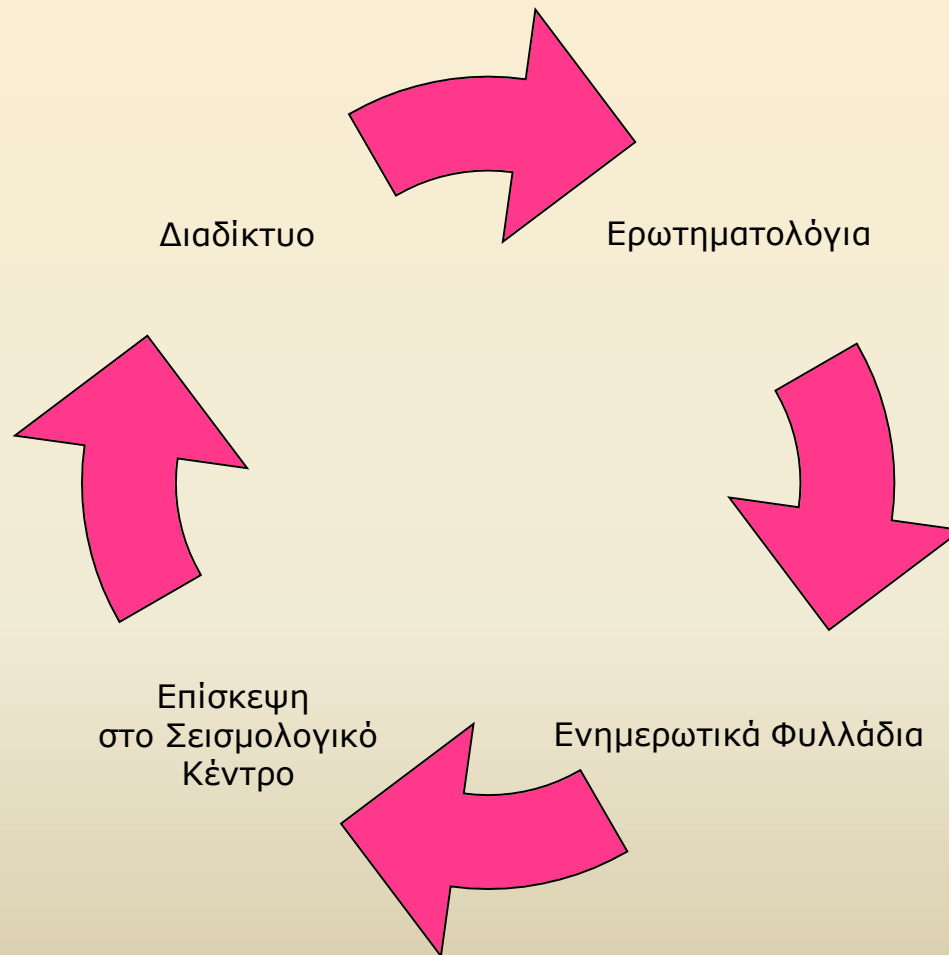 Διαδίκτυο
Ερωτηματολόγια
Επίσκεψη
στο Σεισμολογικό
Κέντρο
Ενημερωτικά Φυλλάδια